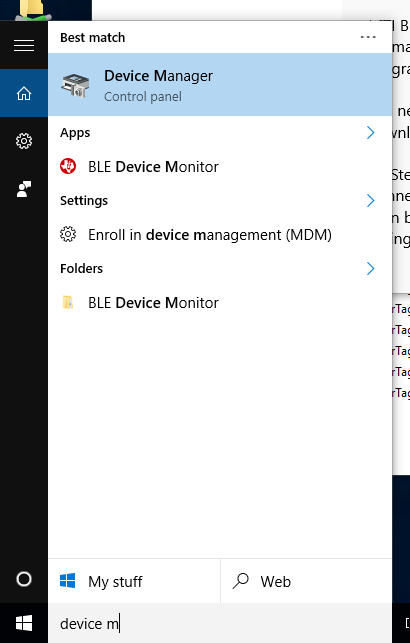 Best match
Device Manager
Control panel
Apps
BLE Device Monitor
Settings
Enroll in device management (MDM)
Folders
BLE Device Monitor
My stuff
Web
device m